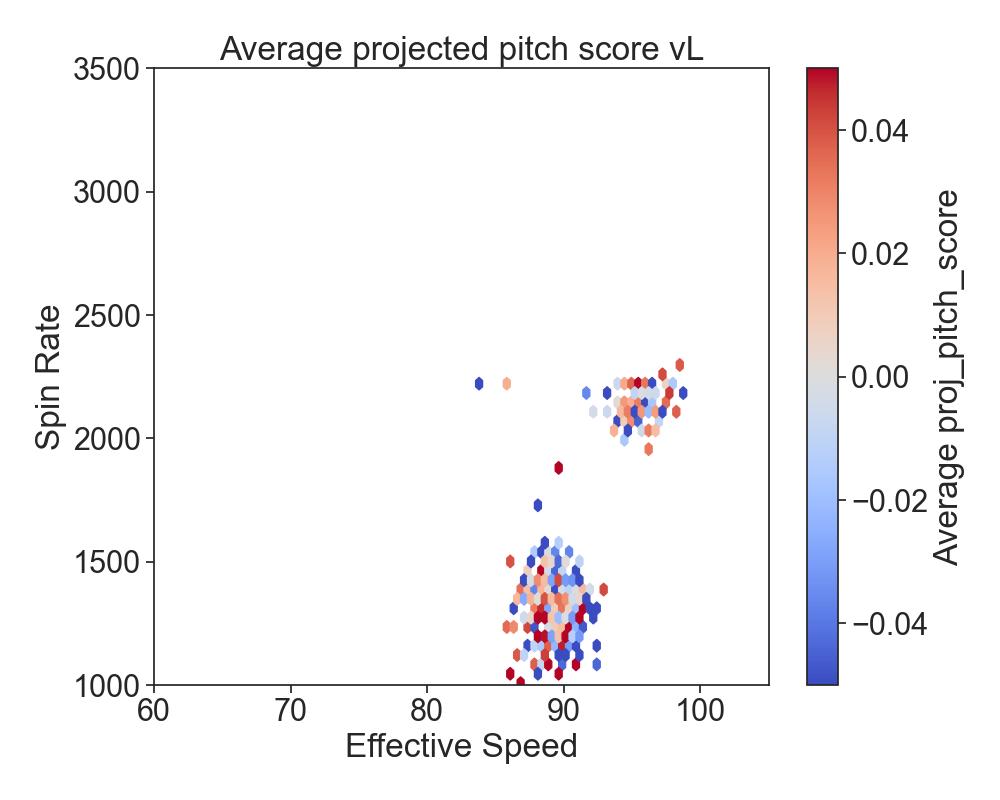 Average projected pitch score vL
3500
3000
2500
2000
1500
1000
Spin Rate
60 70 80 90 100
Effective Speed
0.04
0.02
0.00
−0.02
−0.04
Average proj_pitch_score